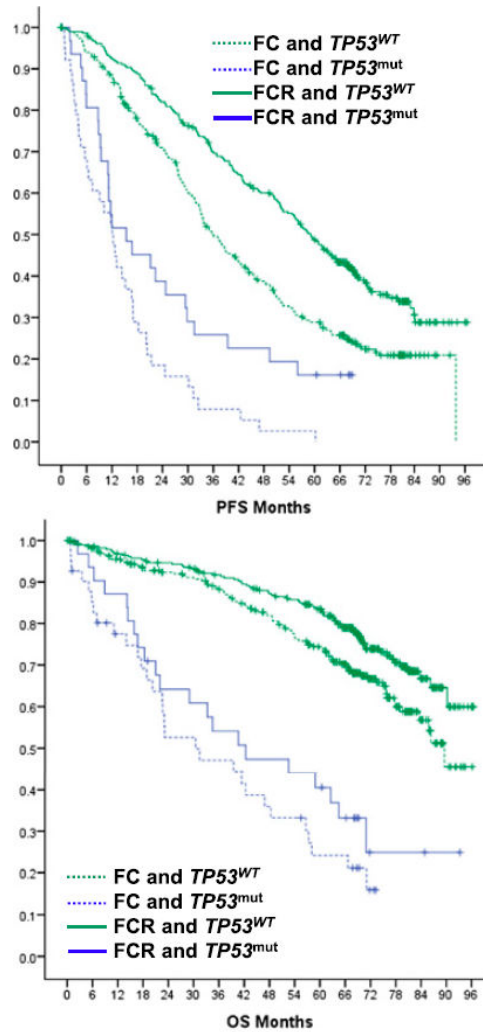 1.0
FC and TP53WT
0.9
FC and TP53mut
0.8
FCR and TP53WT
0.7
FCR and TP53mut
0.6
0.5
0.4
0.3
0.2
0.1
0.0
0 6 12 18 24 30 36 42 48 54 60 66 72 78 84 90 96
PFS Months
1.0
0.9
0.8
0.7
0.6
0.5
0.4
0.3
0.2
FC and TP53WT
FC and TP53mut
0.1
FCR and TP53WT
0.0
FCR and TP53mut
0 6 12 18 24 30 36 42 48 54 60 66 72 78 84 90 96
OS Months